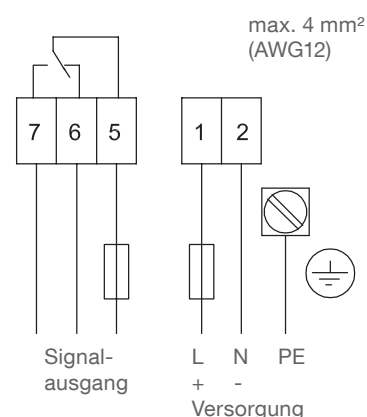 max. 4 mm²
(AWG12)
7 6 5 1 2
Signal-
ausgang
L N PE
+ -
Versorgung